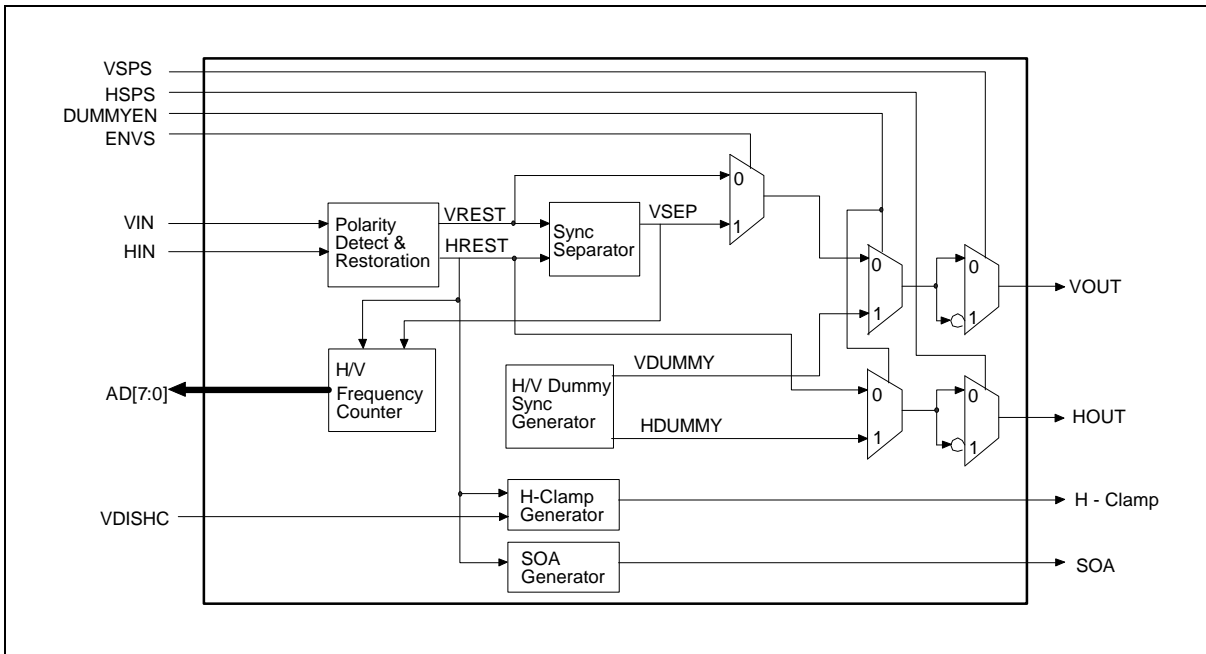 VSPS
HSPS
DUMMYEN
ENVS
0
VREST
VSEP
1
VIN
HIN
Polarity
Detect &
Restoration
HREST
Sync
Separator
0
0
VOUT
1
1
H/V
Frequency
Counter
AD[7:0]
VDUMMY
H/V Dummy
Sync
Generator
HDUMMY
0
0
HOUT
1
1
VDISHC
H-Clamp
Generator
H - Clamp
SOA
Generator
SOA